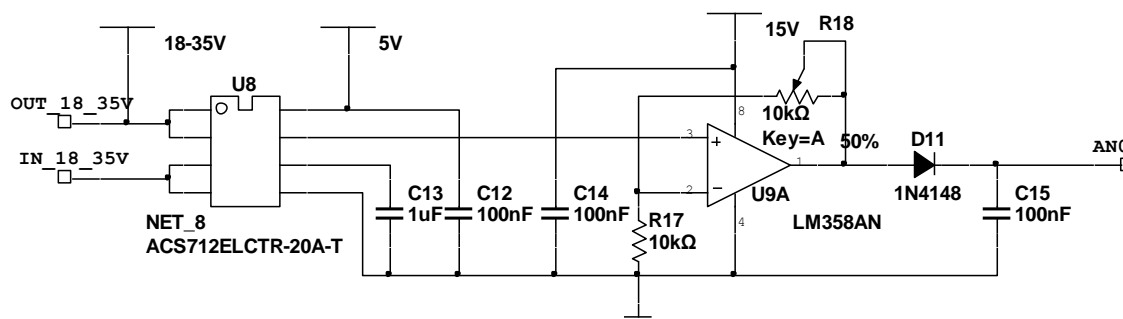 15V
R18
18-35V
5V
U8
OUT_18_35V
10kΩ
8
Key=A
50%
D11
AN0
3
1
IN_18_35V
2
U9A
1N4148
C13
1uF
C12
100nF
C14
100nF
R17
10kΩ
4
LM358AN
C15
100nF
NET_8
ACS712ELCTR-20A-T